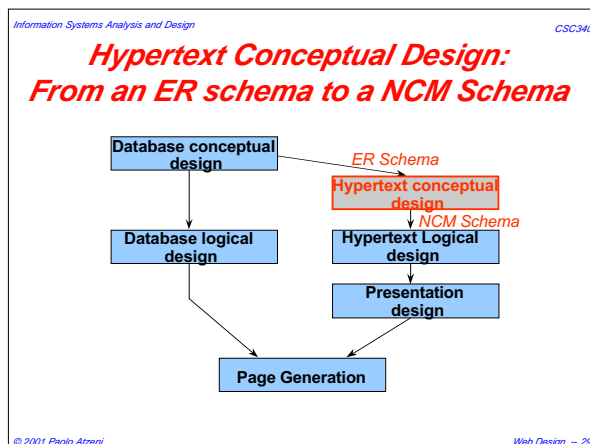 Information Systems Analysis and Design
CSC340
Hypertext Conceptual Design:
From an ER schema to a NCM Schema
Database conceptual
design
ER Schema
Hypertext conceptual
design
NCM Schema
Database logical
design
Hypertext Logical
design
Presentation
design
Page Generation
© 2001 Paolo Atzeni
Web Design -- 29